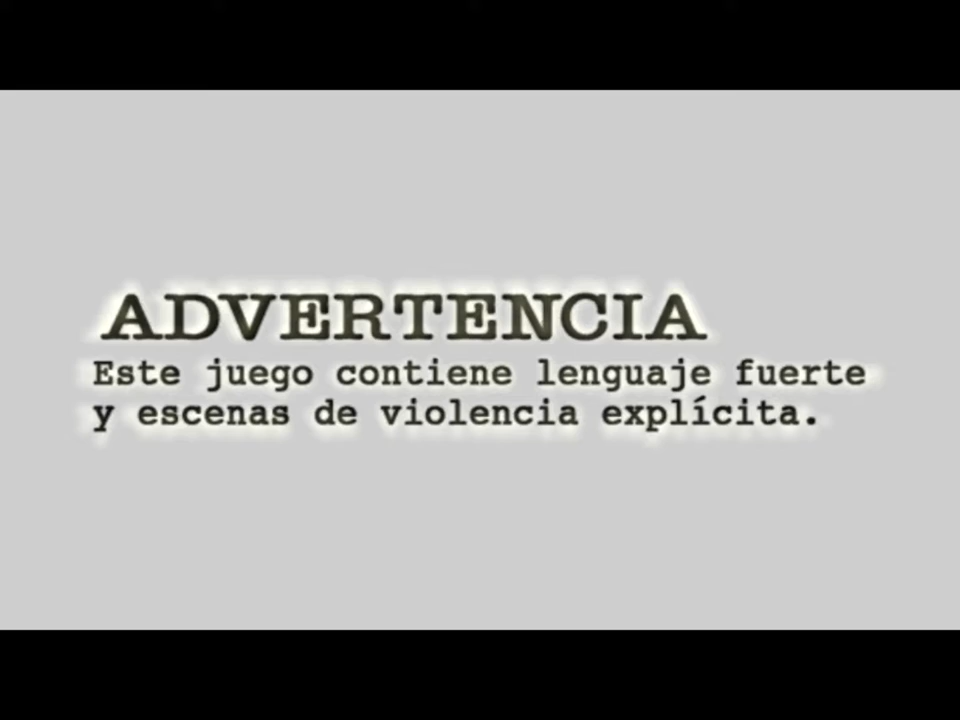 ADVERTENCIA
Este juego contiene lenguaje fuerte
y escenas de violencia explícita.